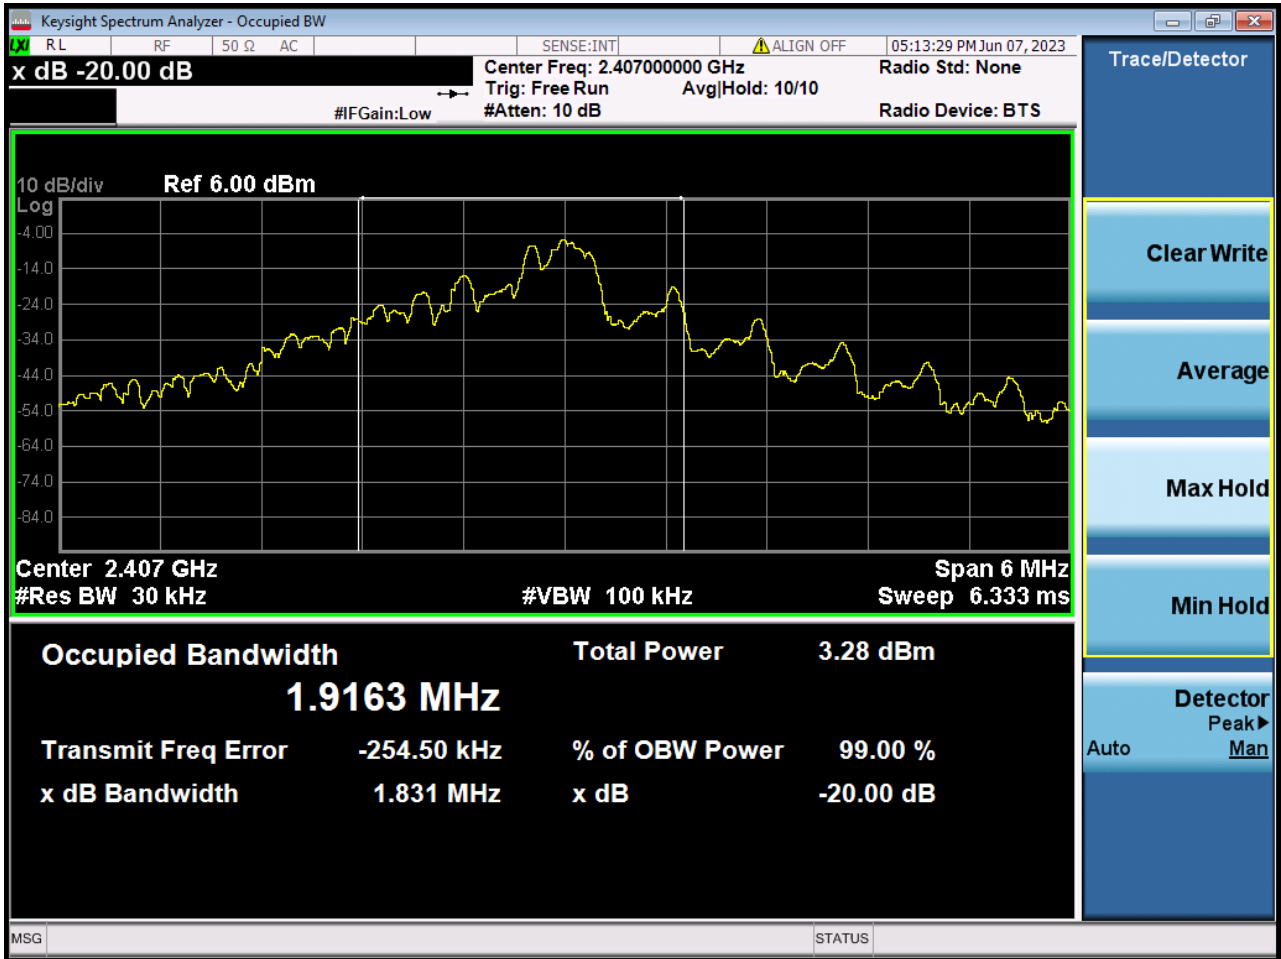 Keysight Spectrum Analyzer - Occupied BW
LXI RL RF 50 Ω AC SENSE:INT ALIGN OFF 05:13:29 PM Jun 07, 2023
x dB -20.00 dB
Center Freq: 2.407000000 GHz Radio Std: None
Trig: Free Run Avg|Hold: 10/10
#IFGain:Low #Atten: 10 dB Radio Device: BTS
Trace/Detector
10 dB/div Ref 6.00 dBm
Log
-4.00
-14.0
-24.0
-34.0
-44.0
-54.0
-64.0
-74.0
-84.0
Center 2.407 GHz Span 6 MHz
#Res BW 30 kHz #VBW 100 kHz Sweep 6.333 ms
Occupied Bandwidth Total Power 3.28 dBm
1.9163 MHz
Transmit Freq Error -254.50 kHz % of OBW Power 99.00 %
x dB Bandwidth 1.831 MHz x dB -20.00 dB
Clear Write
Average
Max Hold
Min Hold
Detector
Peak▶
Auto Man
MSG STATUS